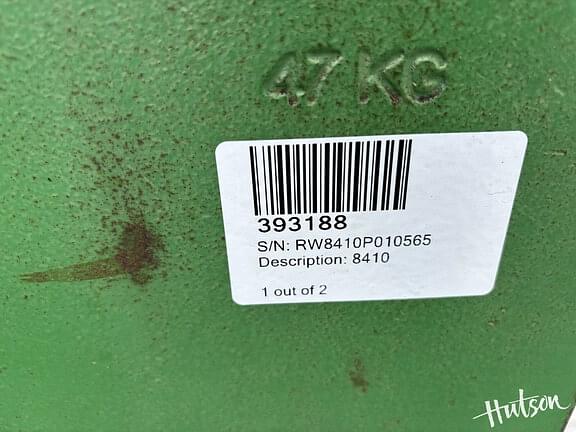 47 KG
393188
S/N: RW8410P010565
Description: 8410
1 out of 2
Hutson